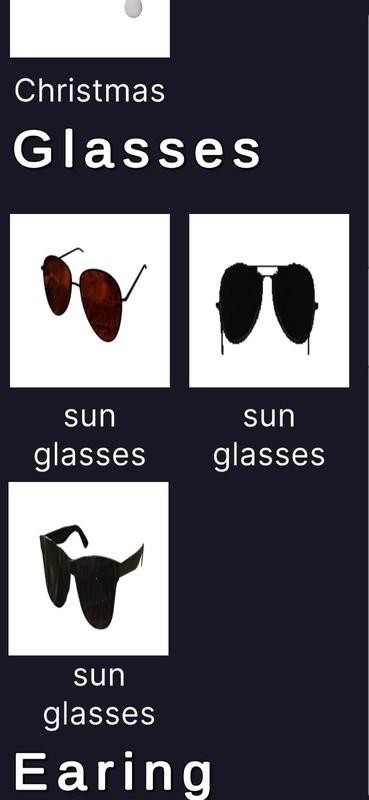 Christmas
Glasses
sun sun
glasses glasses
sun
glasses
Earing